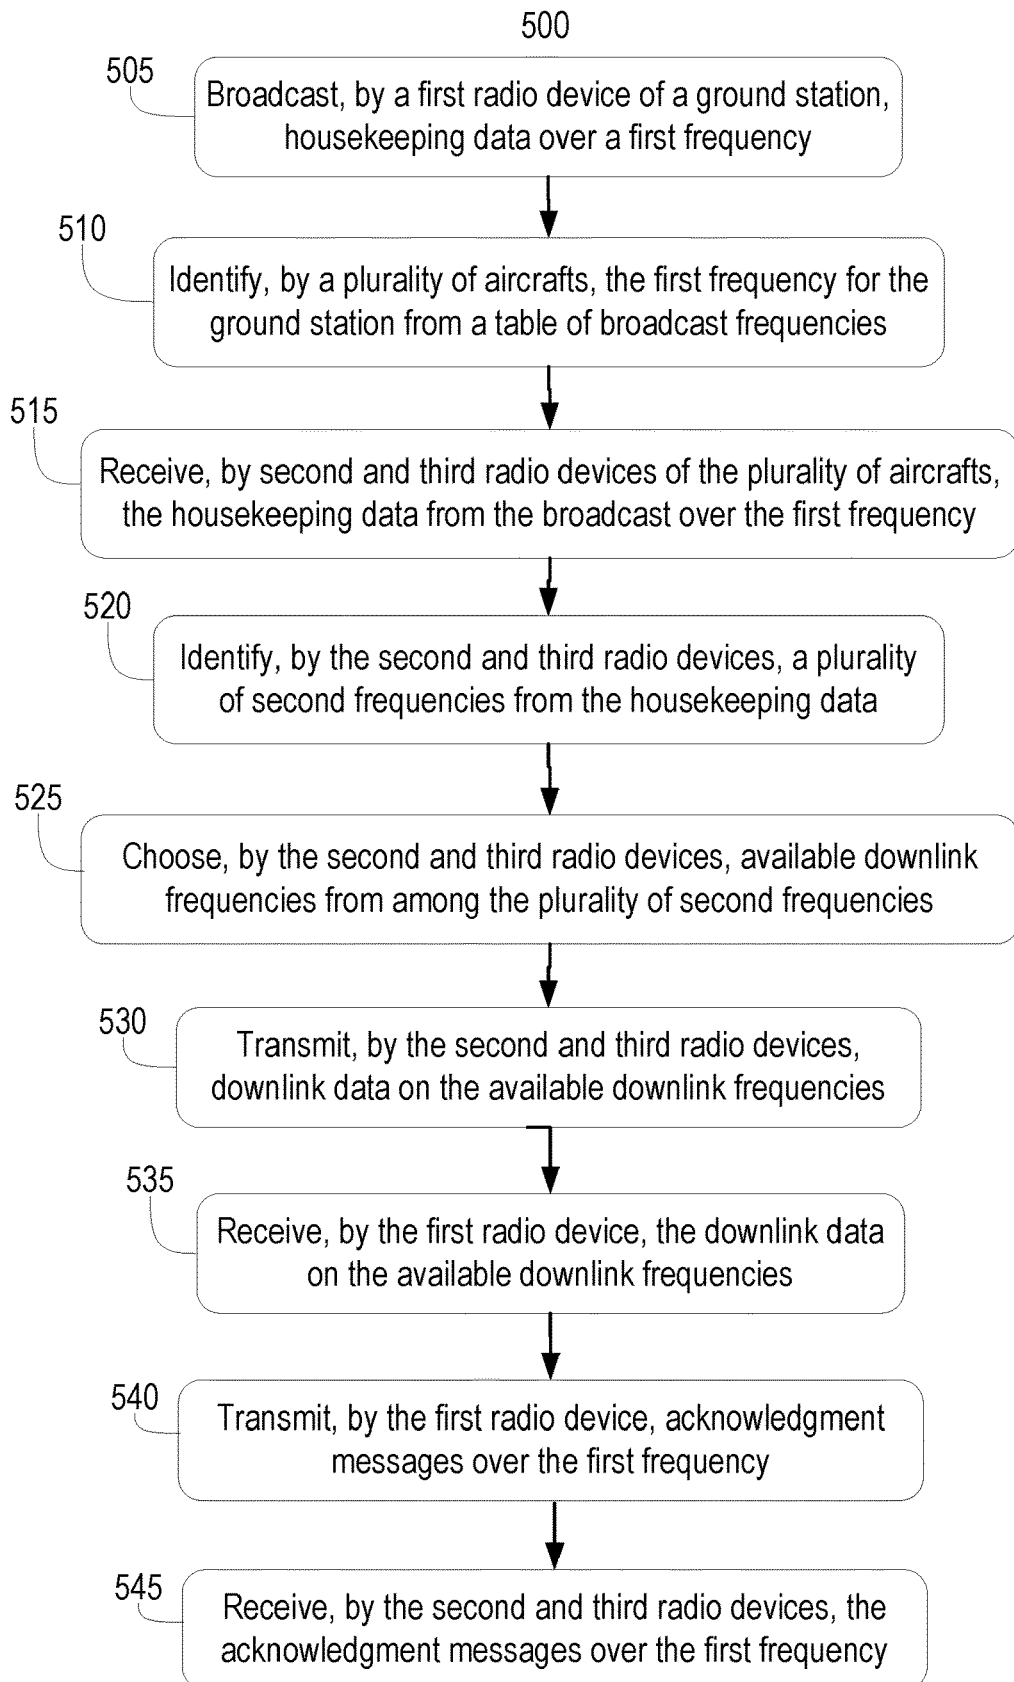 500
505
Broadcast, by a first radio device of a ground station,
housekeeping data over a first frequency
510
Identify, by a plurality of aircrafts, the first frequency for the
ground station from a table of broadcast frequencies
515
Receive, by second and third radio devices of the plurality of aircrafts,
the housekeeping data from the broadcast over the first frequency
520
Identify, by the second and third radio devices, a plurality
of second frequencies from the housekeeping data
525
Choose, by the second and third radio devices, available downlink
frequencies from among the plurality of second frequencies
530
Transmit, by the second and third radio devices,
downlink data on the available downlink frequencies
535
Receive, by the first radio device, the downlink data
on the available downlink frequencies
540
Transmit, by the first radio device, acknowledgment
messages over the first frequency
545
Receive, by the second and third radio devices, the
acknowledgment messages over the first frequency